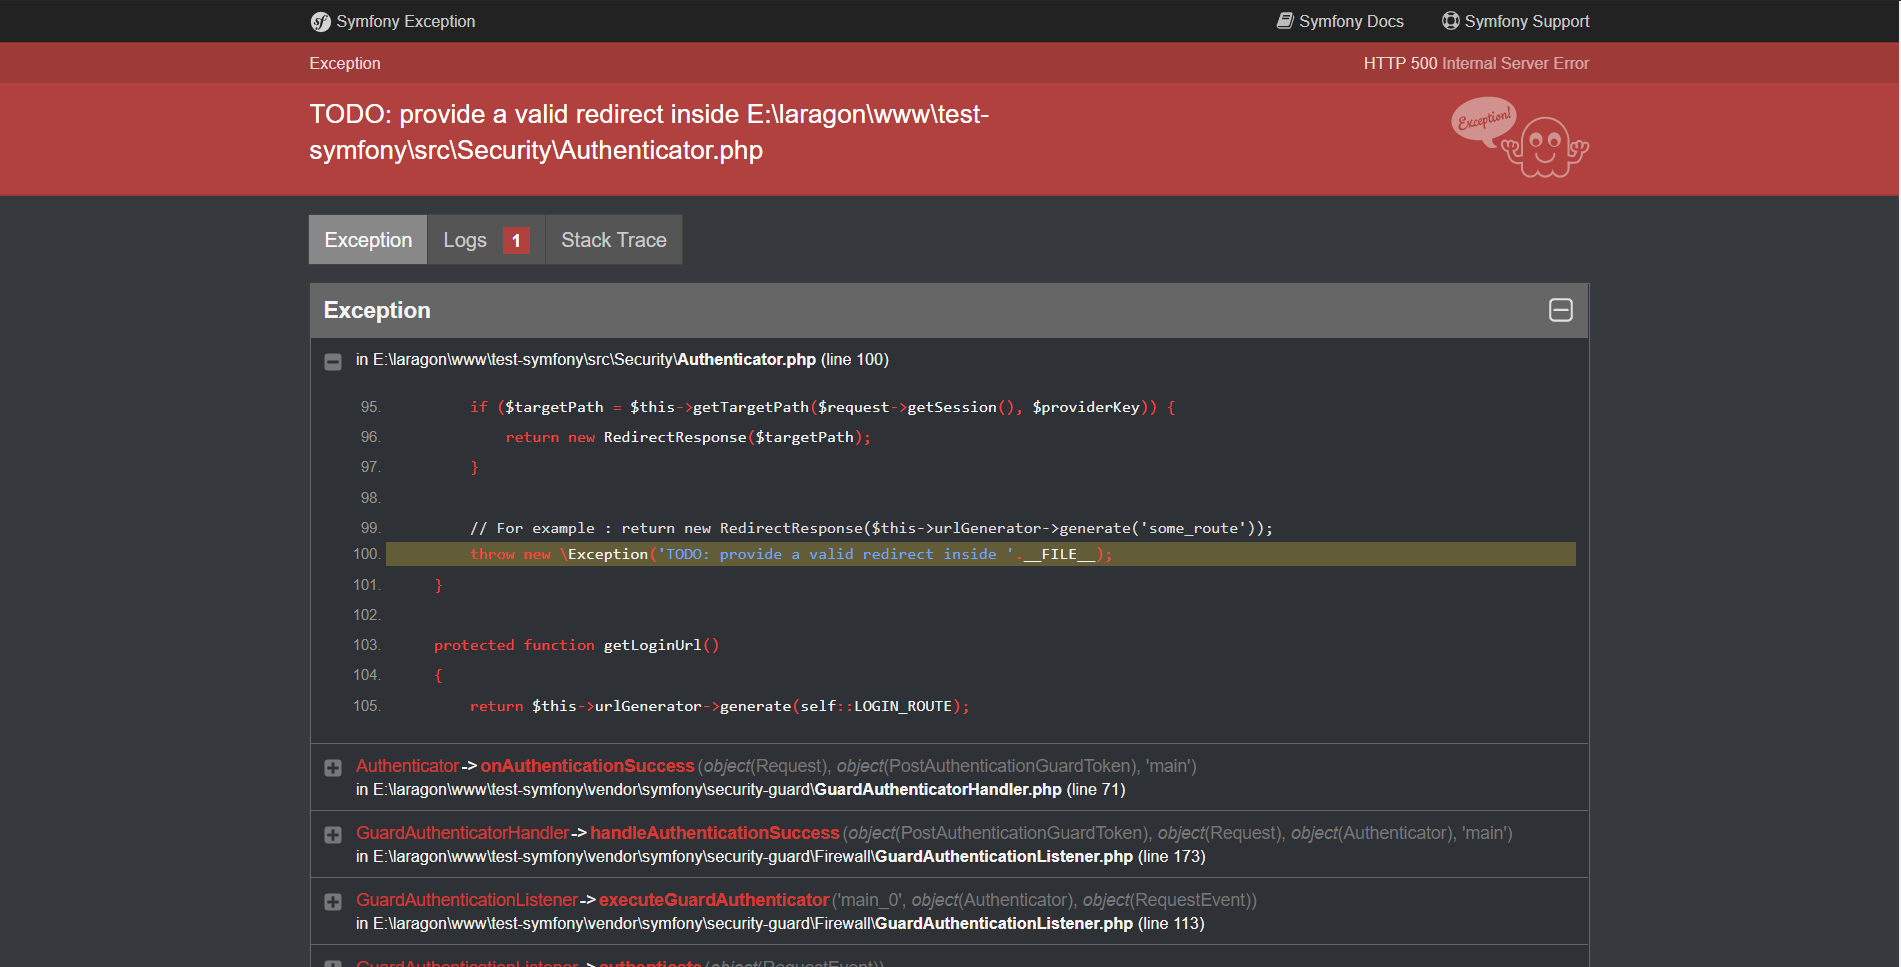 Symfony Exception
Symfony Docs
Symfony Support
Exception
HTTP 500 Internal Server Error
TODO: provide a valid redirect inside E:\laragon\www\test-
symfony\src\Security\Authenticator.php
Exception!
Exception
Logs 1
Stack Trace
Exception
in E:\laragon\www\test-symfony\src\Security\Authenticator.php (line 100)
95. if ($targetPath = $this->getTargetPath($request->getSession(), $providerKey)) {
96. return new RedirectResponse($targetPath);
97. }
98.
99. // For example : return new RedirectResponse($this->urlGenerator->generate('some_route'));
100. throw new \Exception('TODO: provide a valid redirect inside '.__FILE__);
101. }
102.
103. protected function getLoginUrl()
104. {
105. return $this->urlGenerator->generate(self::LOGIN_ROUTE);
Authenticator->onAuthenticationSuccess(object(Request), object(PostAuthenticationGuardToken), 'main')
in E:\laragon\www\test-symfony\vendor\symfony\security-guard\GuardAuthenticatorHandler.php (line 71)
GuardAuthenticatorHandler->handleAuthenticationSuccess(object(PostAuthenticationGuardToken), object(Request), object(Authenticator), 'main')
in E:\laragon\www\test-symfony\vendor\symfony\security-guard\Firewall\GuardAuthenticationListener.php (line 173)
GuardAuthenticationListener->executeGuardAuthenticator('main_0', object(Authenticator), object(RequestEvent))
in E:\laragon\www\test-symfony\vendor\symfony\security-guard\Firewall\GuardAuthenticationListener.php (line 113)
GuardAuthenticationListener->authenticate(object(RequestEvent))